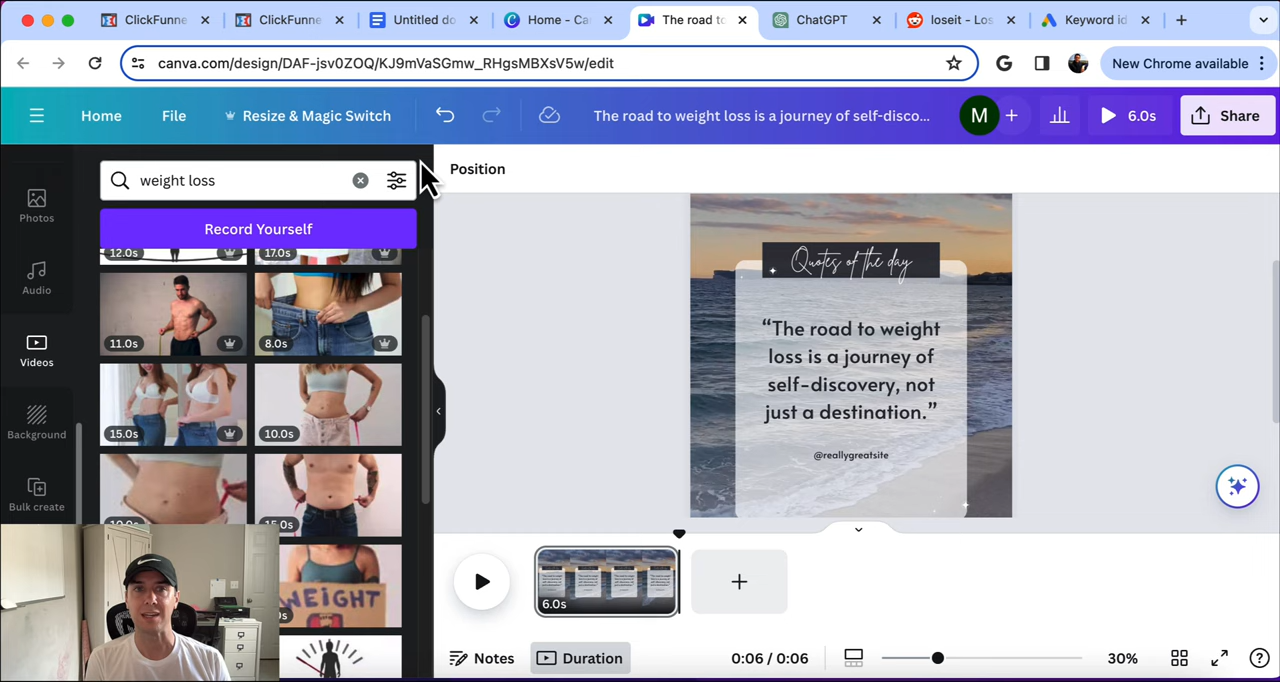 ClickFunne
ClickFunne
Untitled do
Home - Ca
The road to
ChatGPT
loseit - Los
Keyword id
canva.com/design/DAF-jsv0ZOQ/KJ9mVaSGmw_RHgsMBXsV5w/edit
New Chrome available
Home
File
Resize & Magic Switch
The road to weight loss is a journey of self-disco...
M
6.0s
Share
Photos
Audio
Videos
Background
Bulk create
weight loss
Record Yourself
12.0s
17.0s
11.0s
8.0s
15.0s
10.0s
10.0s
15.0s
WEIGHT
Position
Quotes of the day
“The road to weight
loss is a journey of
self-discovery, not
just a destination.”
@reallygreatsite
6.0s
Notes
Duration
0:06 / 0:06
30%